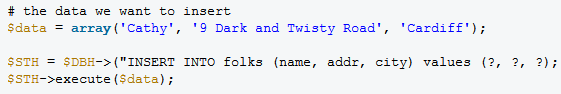 # the data we want to insert
$data = array('Cathy', '9 Dark and Twisty Road', 'Cardiff');
$STH = $DBH->("INSERT INTO folks (name, addr, city) values (?, ?, ?);
$STH->execute($data);